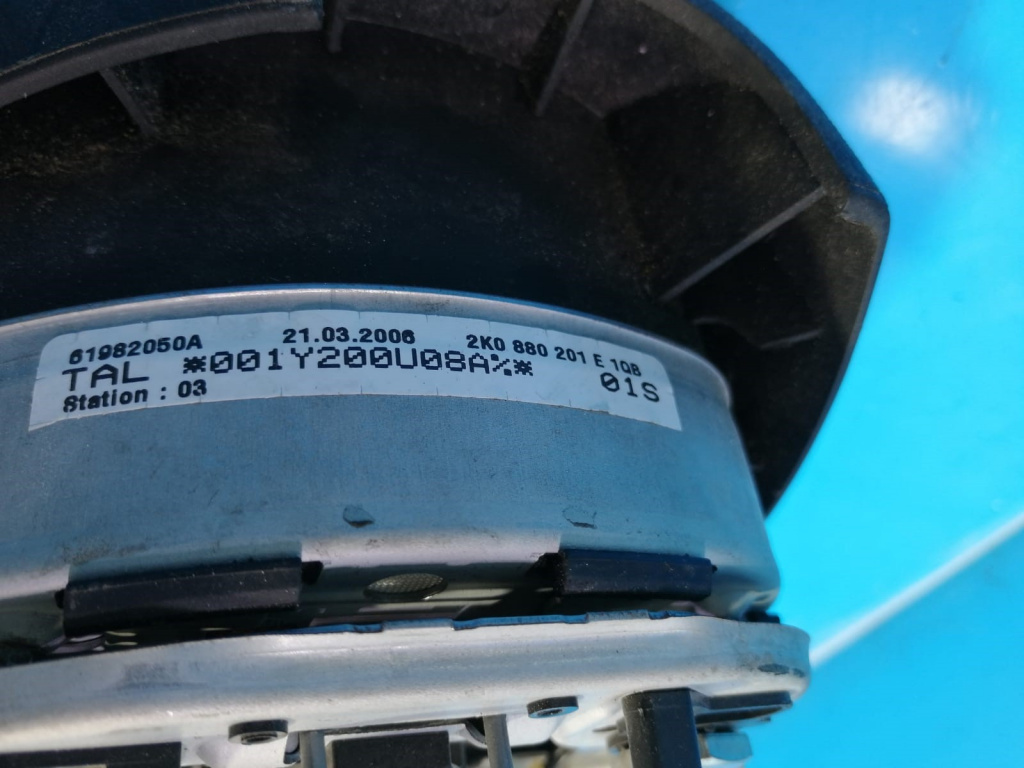 61982050A 21.03.2006 2K0 880 201 E 1QB
TAL *001Y200U08A%* 01S
Station : 03